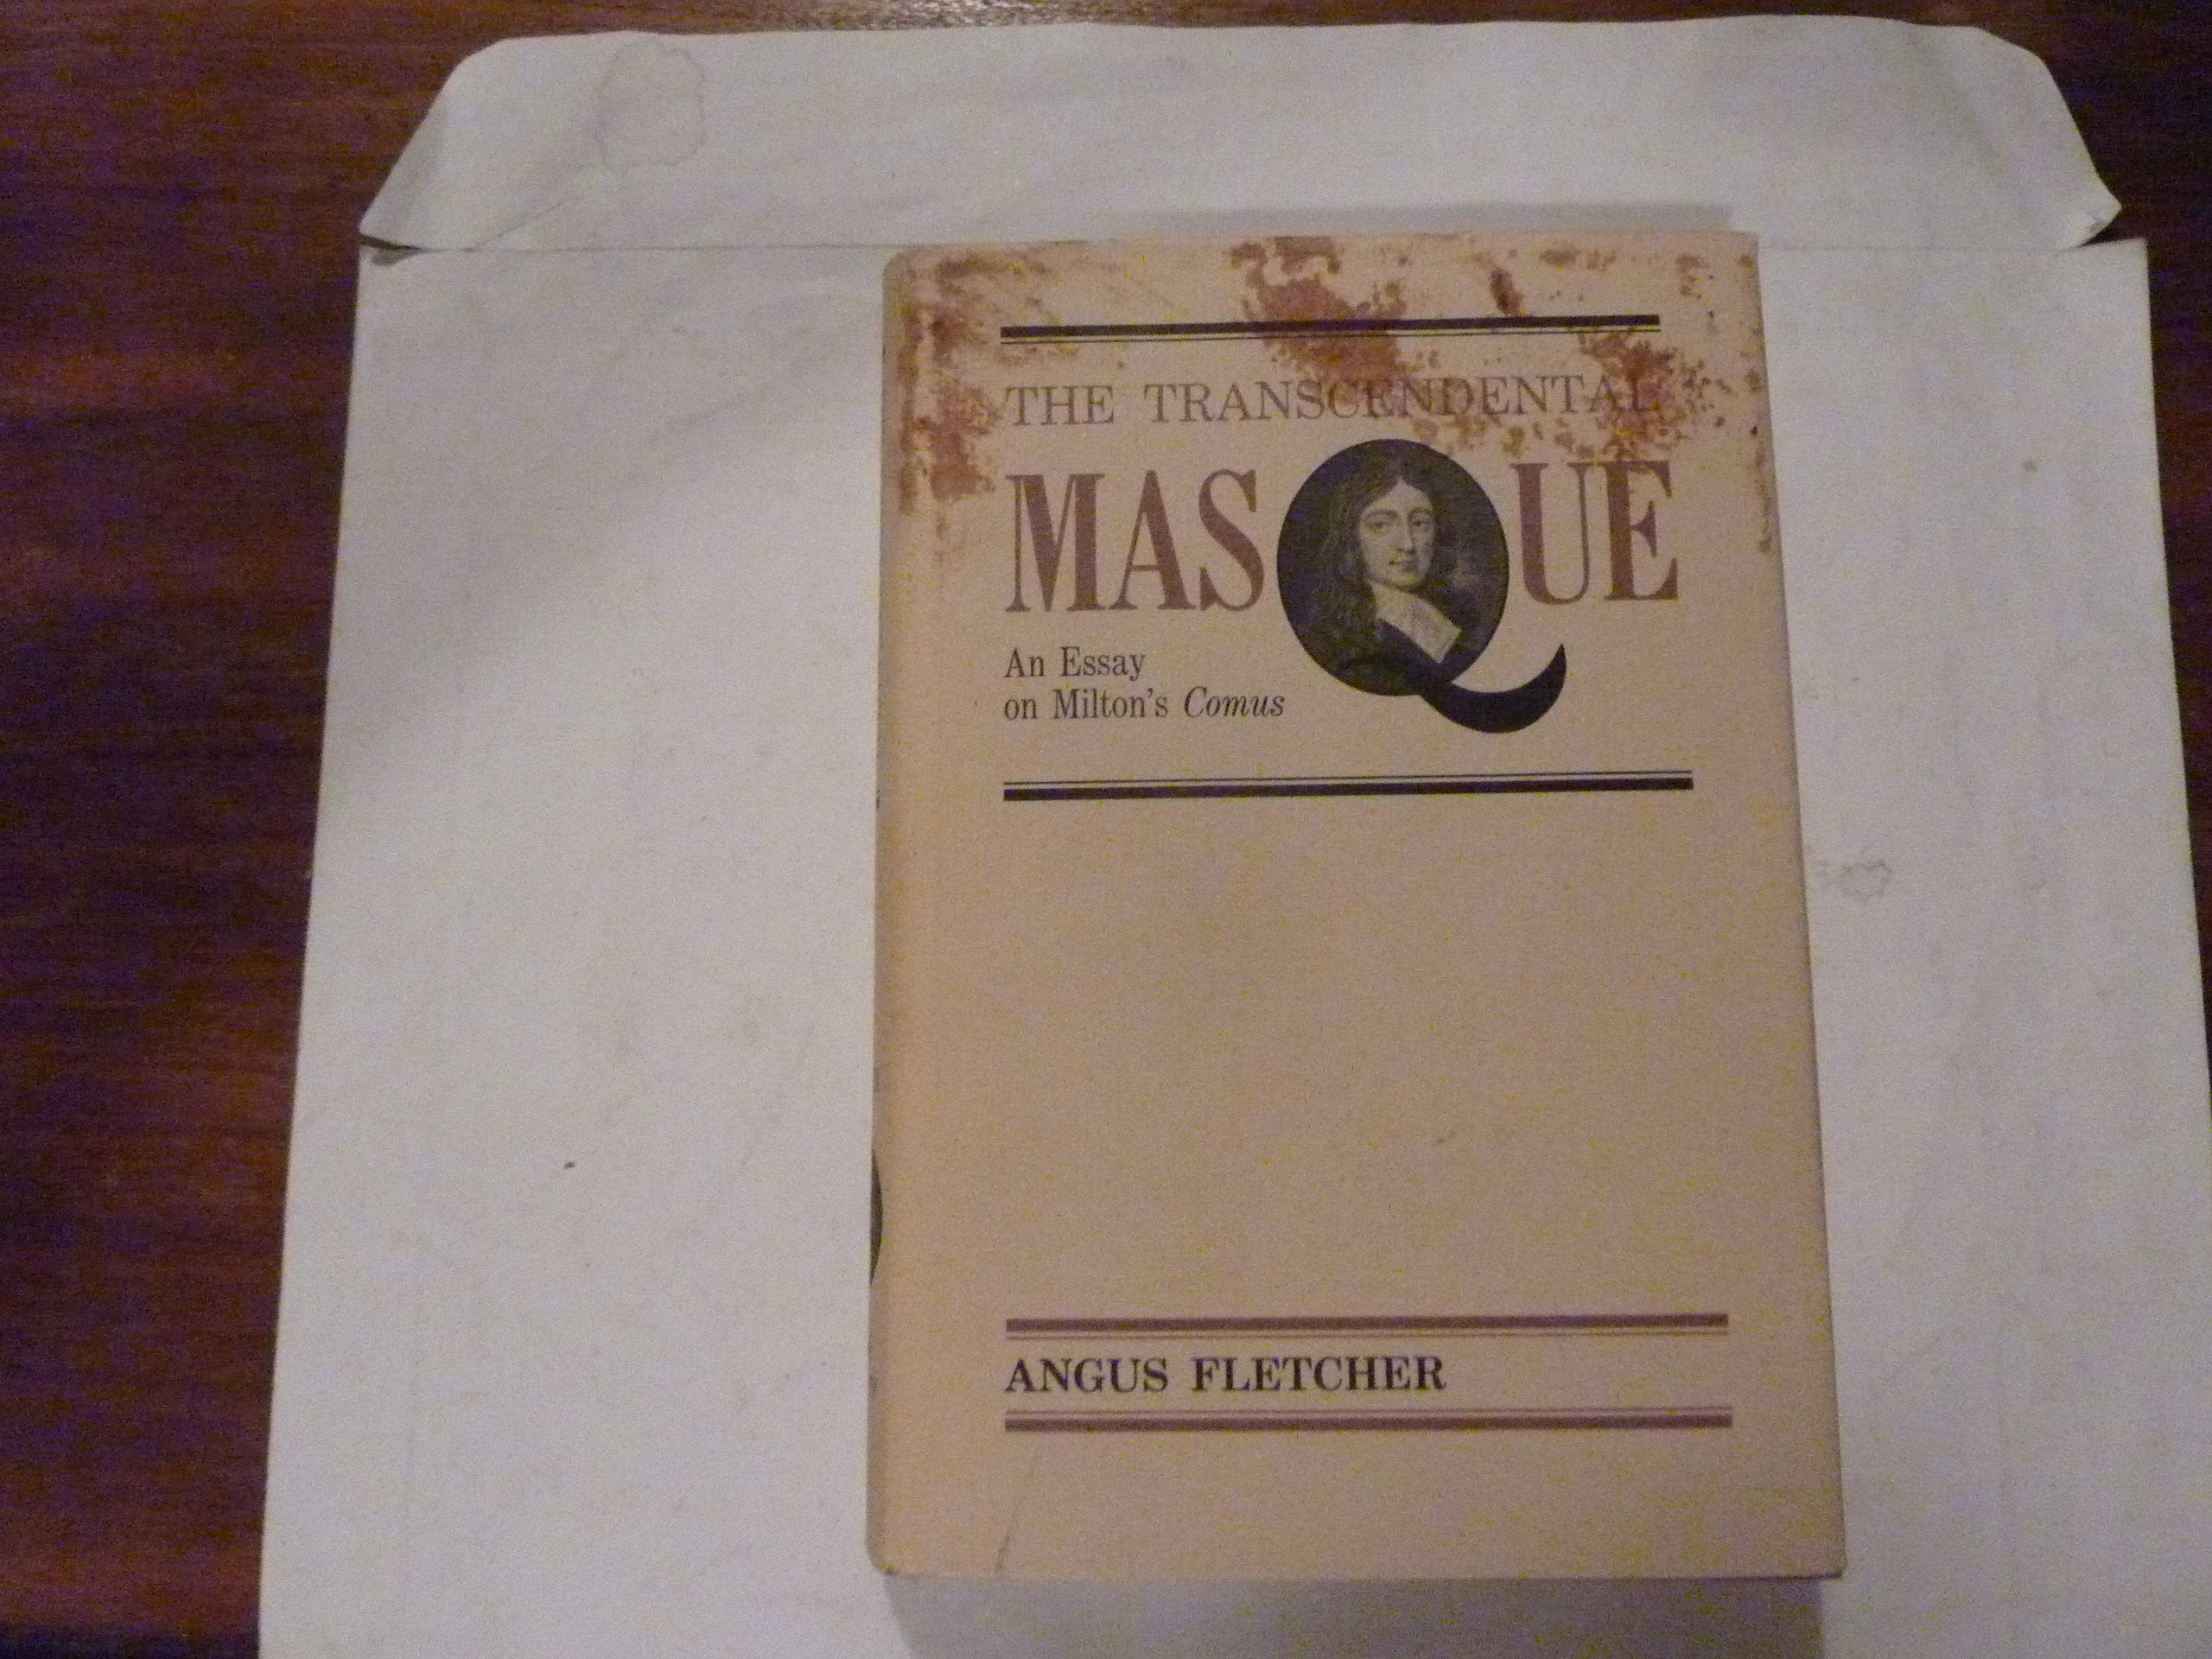 THE TRANSCENDENTAL
MASQUE
An Essay
on Milton's Comus
ANGUS FLETCHER